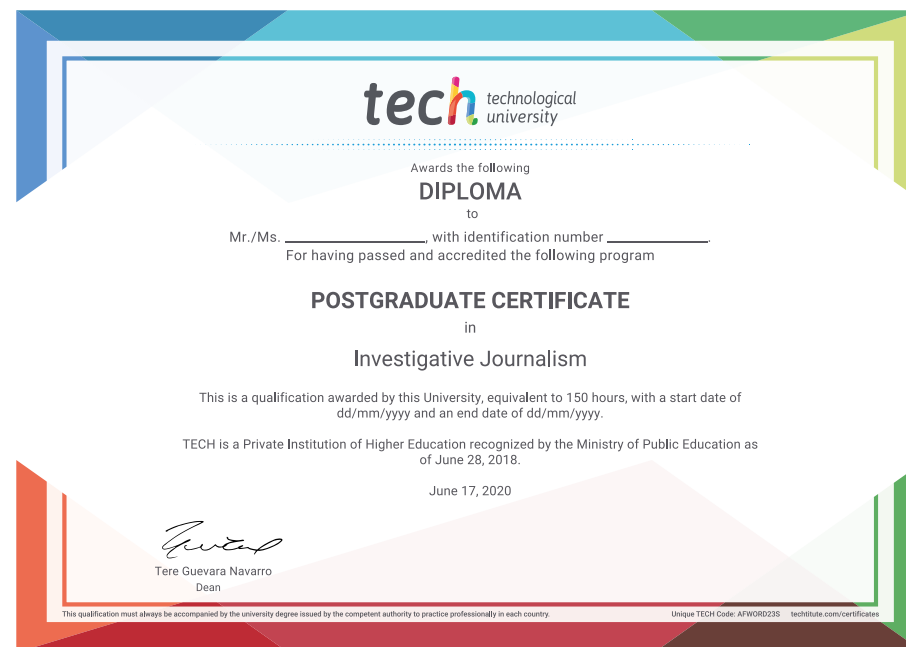 tech technological
university
Awards the following
DIPLOMA
to
Mr./Ms. ____________________, with identification number ______________.
For having passed and accredited the following program
POSTGRADUATE CERTIFICATE
in
Investigative Journalism
This is a qualification awarded by this University, equivalent to 150 hours, with a start date of
dd/mm/yyyy and an end date of dd/mm/yyyy.
TECH is a Private Institution of Higher Education recognized by the Ministry of Public Education as
of June 28, 2018.
June 17, 2020
Tere Guevara Navarro
Dean
This qualification must always be accompanied by the university degree issued by the competent authority to practice professionally in each country. Unique TECH Code: AFWORD23S techtitute.com/certificates